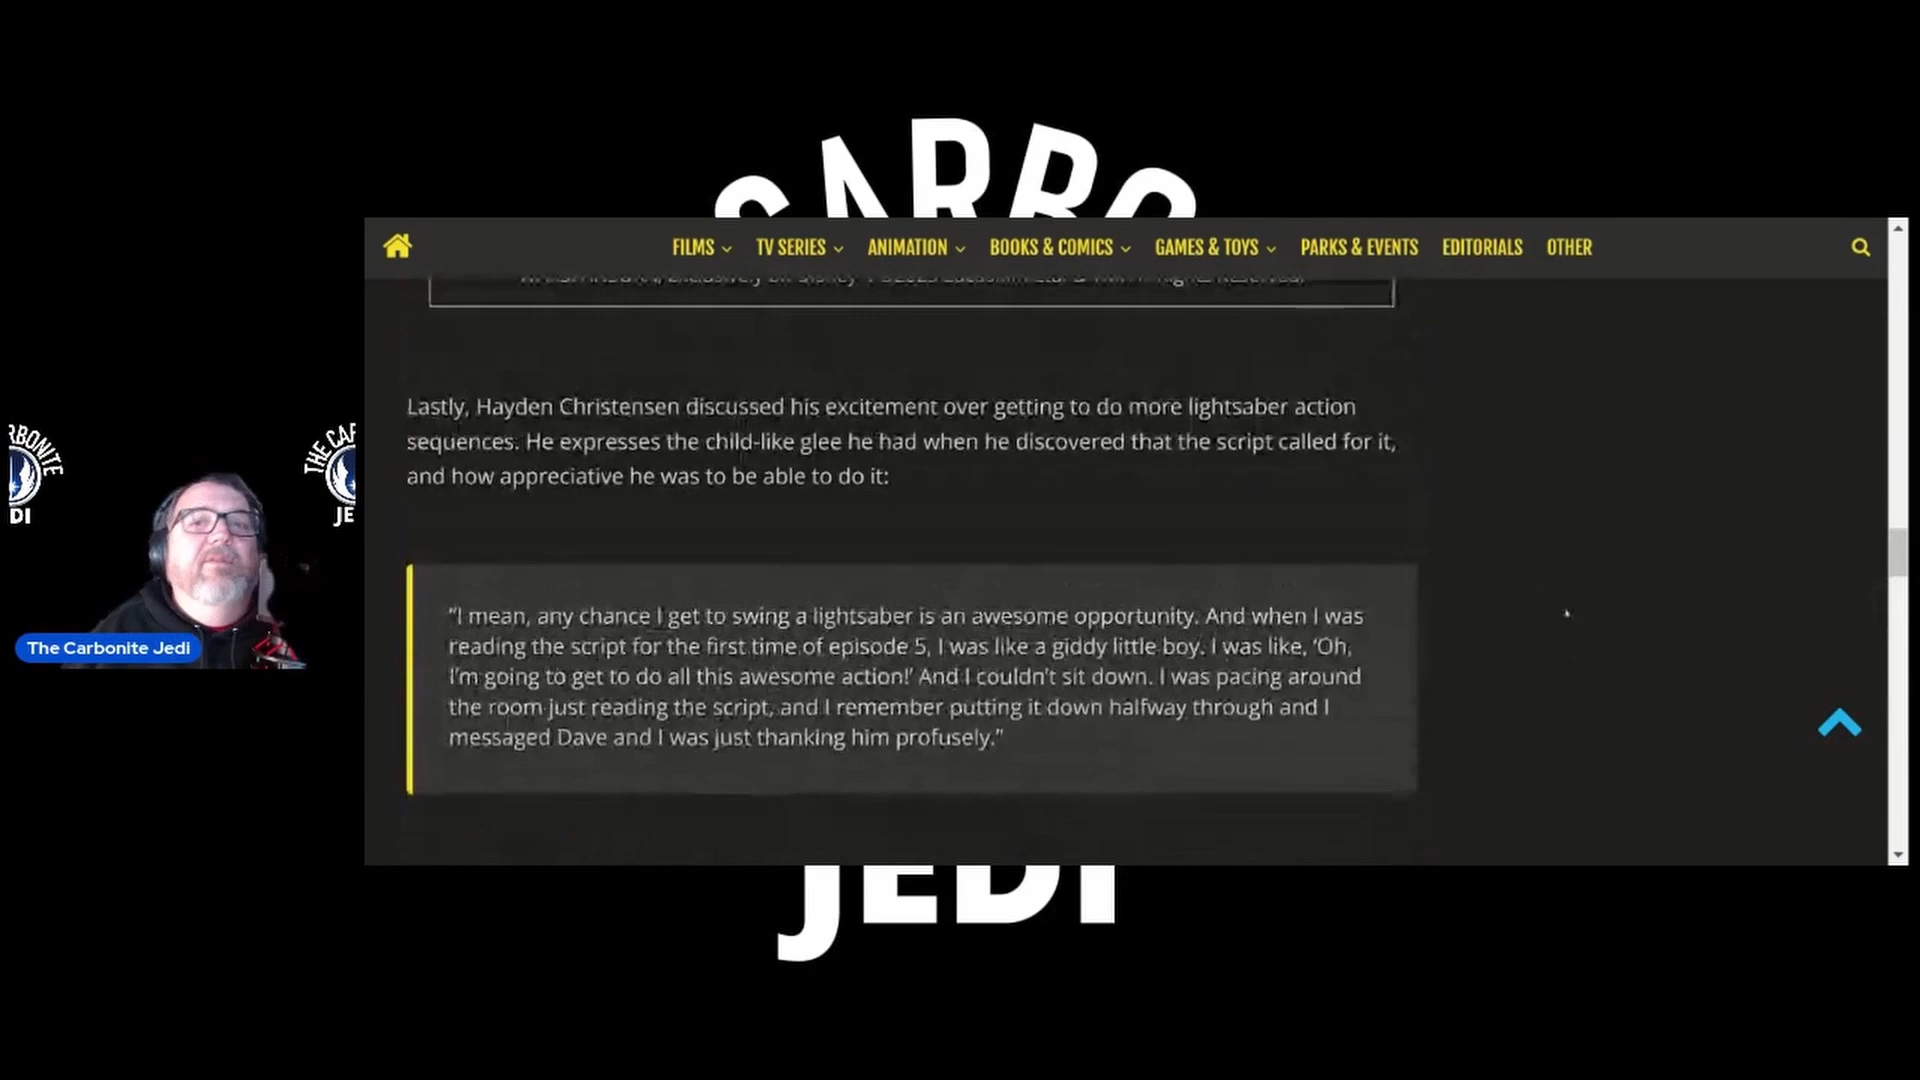 CARBO
FILMS TV SERIES ANIMATION BOOKS & COMICS GAMES & TOYS PARKS & EVENTS EDITORIALS OTHER
Lastly, Hayden Christensen discussed his excitement over getting to do more lightsaber action
sequences. He expresses the child-like glee he had when he discovered that the script called for it,
and how appreciative he was to be able to do it:
“I mean, any chance I get to swing a lightsaber is an awesome opportunity. And when I was
reading the script for the first time of episode 5, I was like a giddy little boy. I was like, ‘Oh,
I’m going to get to do all this awesome action!’ And I couldn’t sit down. I was pacing around
the room just reading the script, and I remember putting it down halfway through and I
messaged Dave and I was just thanking him profusely.”
RBONITE
DI
THE CAR
JE
The Carbonite Jedi
JEDI